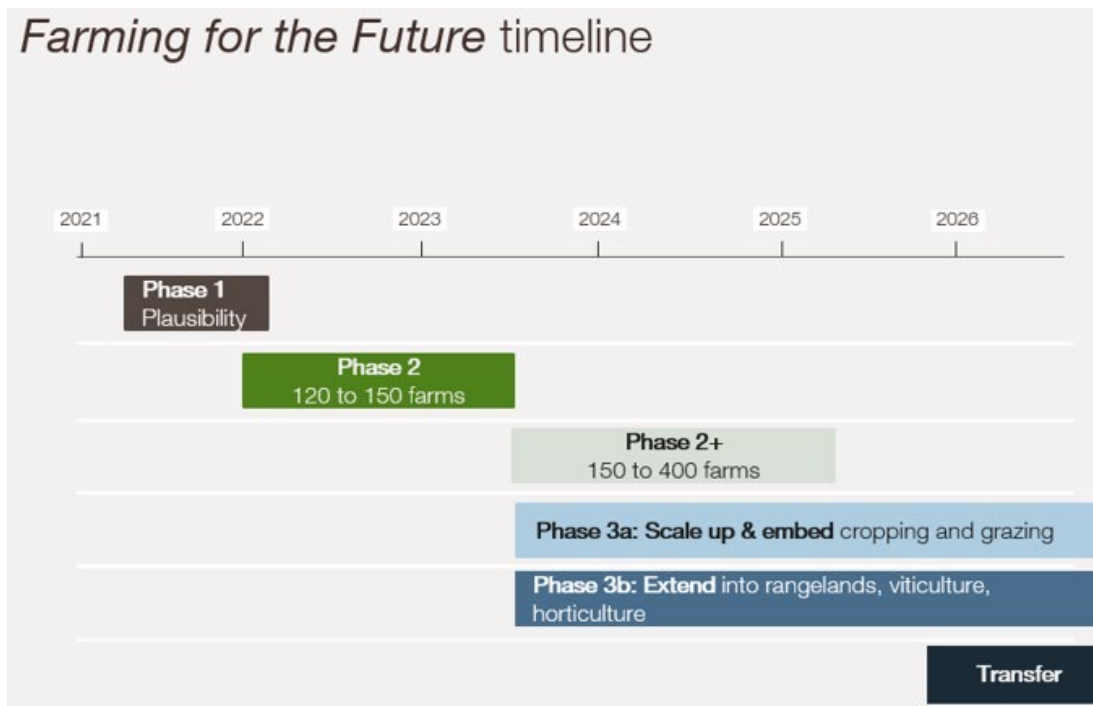 Farming for the Future timeline
2021 2022 2023 2024 2025 2026
Phase 1
Plausibility
Phase 2
120 to 150 farms
Phase 2+
150 to 400 farms
Phase 3a: Scale up & embed cropping and grazing
Phase 3b: Extend into rangelands, viticulture,
horticulture
Transfer